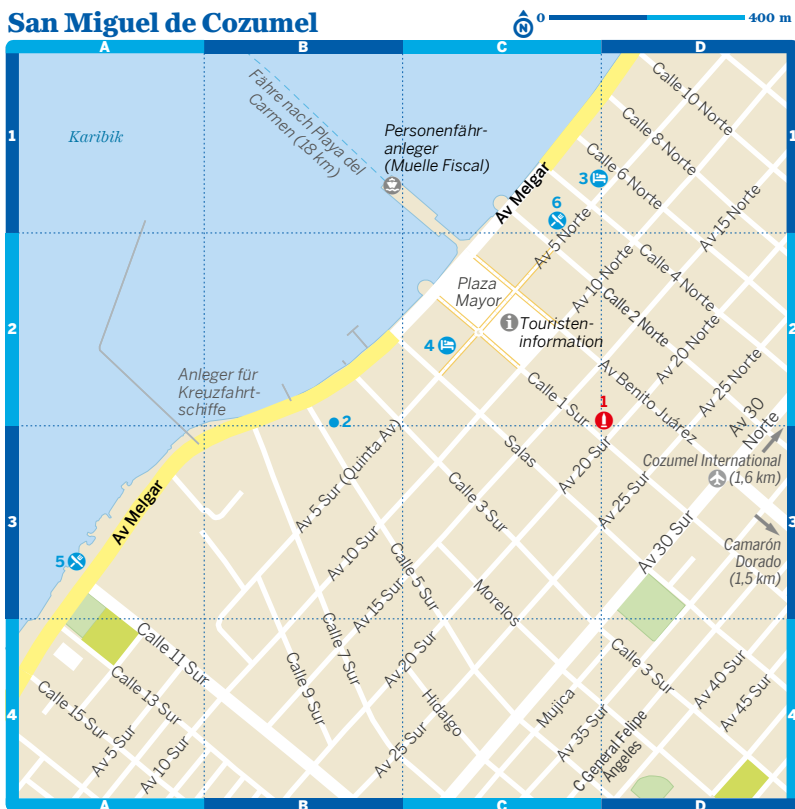 San Miguel de Cozumel
N
0
400 m
A
B
C
D
1
1
Karibik
Fähre nach Playa del
Carmen (18 km)
Personenfähr-
anleger
(Muelle Fiscal)
Av Melgar
Calle 10 Norte
Calle 8 Norte
Calle 6 Norte
3
6
Av 5 Norte
Av 15 Norte
Calle 4 Norte
Av 10 Norte
2
2
Plaza
Mayor
Calle 2 Norte
Touristen-
information
4
Av 20 Norte
Av Benito Juárez
Av 25 Norte
Anleger für
Kreuzfahrt-
schiffe
Calle 1 Sur
1
Av 30
Norte
2
Salas
Av 5 Sur (Quinta Av)
Av 20 Sur
Cozumel International
(1,6 km)
3
3
Av Melgar
Calle 3 Sur
Av 25 Sur
Av 10 Sur
Av 30 Sur
Camarón
Dorado
(1,5 km)
5
Calle 5 Sur
Av 15 Sur
Morelos
Calle 11 Sur
Calle 7 Sur
Av 20 Sur
Calle 3 Sur
Calle 9 Sur
4
4
Calle 13 Sur
Calle 15 Sur
Hidalgo
Mujica
Av 40 Sur
Av 45 Sur
Av 5 Sur
Av 10 Sur
Av 25 Sur
Av 35 Sur
C General Felipe
Angeles
A
B
C
D